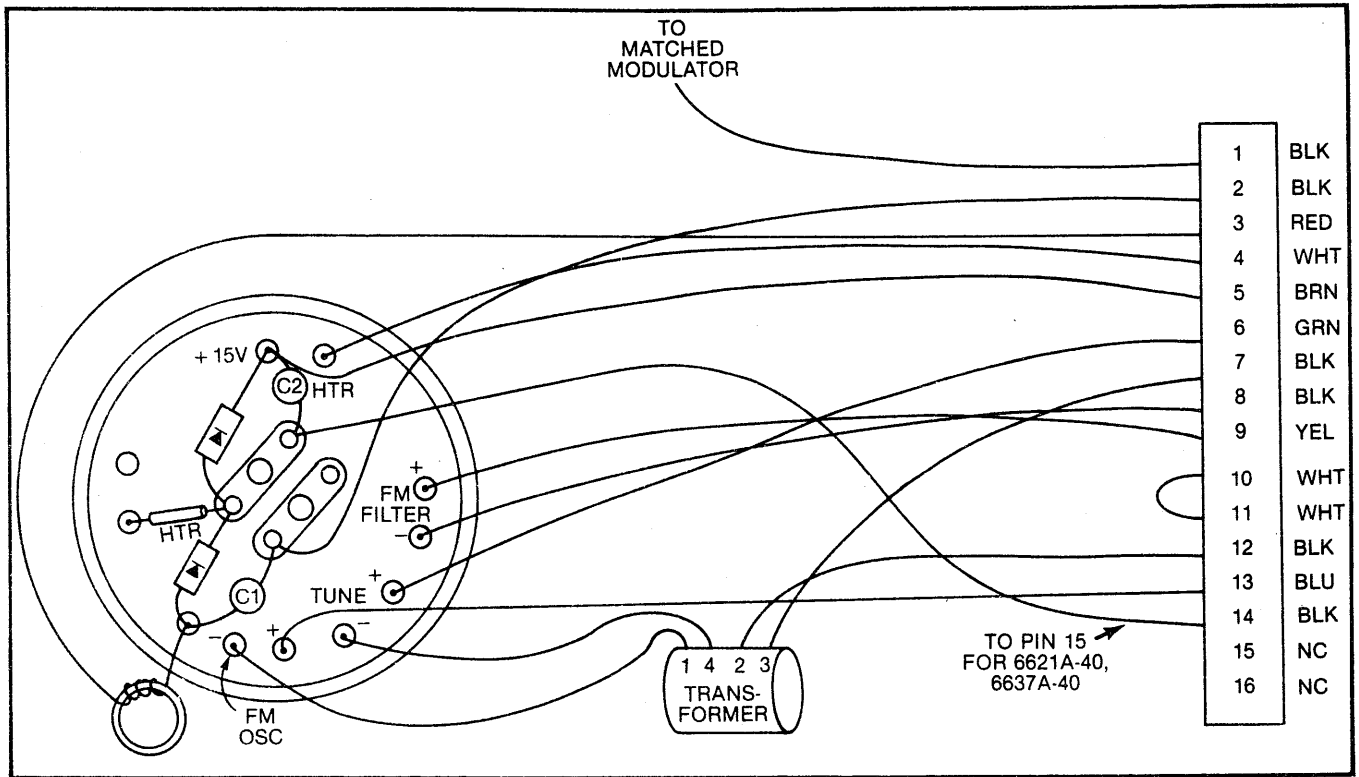 TO
MATCHED
MODULATOR
1 BLK
2 BLK
3 RED
4 WHT
5 BRN
6 GRN
7 BLK
8 BLK
9 YEL
10 WHT
11 WHT
12 BLK
13 BLU
14 BLK
15 NC
16 NC
+ 15V
C2 HTR
HTR
+
FM
FILTER
−
+
TUNE
−
C1
−
+
FM
OSC
1 4 2 3
TRANS-
FORMER
TO PIN 15
FOR 6621A-40,
6637A-40